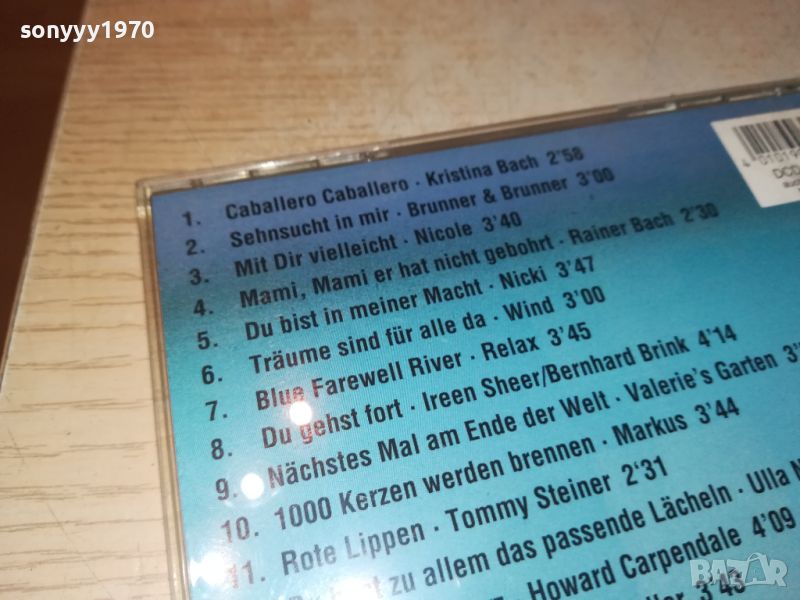 sonyyy1970
1. Caballero Caballero · Kristina Bach 2'58
2. Sehnsucht in mir · Brunner & Brunner 3'00
3. Mit Dir vielleicht · Nicole 3'40
4. Mami, Mami er hat nicht gebohrt · Rainer Bach 2'30
5. Du bist in meiner Macht · Nicki 3'47
6. Träume sind für alle da · Wind 3'00
7. Blue Farewell River · Relax 3'45
8. Du gehst fort · Ireen Sheer/Bernhard Brink 4'14
9. Nächstes Mal am Ende der Welt · Valerie's Garten
10. 1000 Kerzen werden brennen · Markus 3'44
11. Rote Lippen · Tommy Steiner 2'31
zu allem das passende Lächeln · Ulla
· Howard Carpendale 4'09
3'43
BAZAR